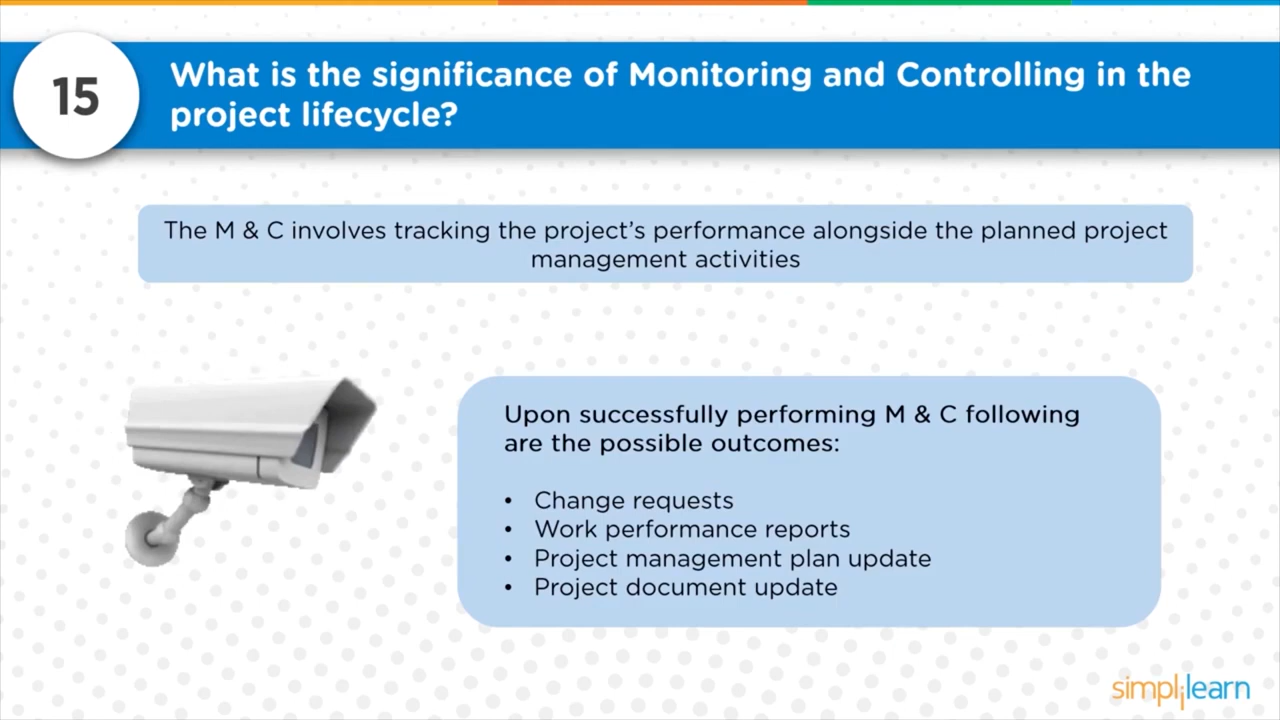 15
What is the significance of Monitoring and Controlling in the
project lifecycle?
The M & C involves tracking the project's performance alongside the planned project
management activities
Upon successfully performing M & C following
are the possible outcomes:
• Change requests
• Work performance reports
• Project management plan update
• Project document update
simplilearn